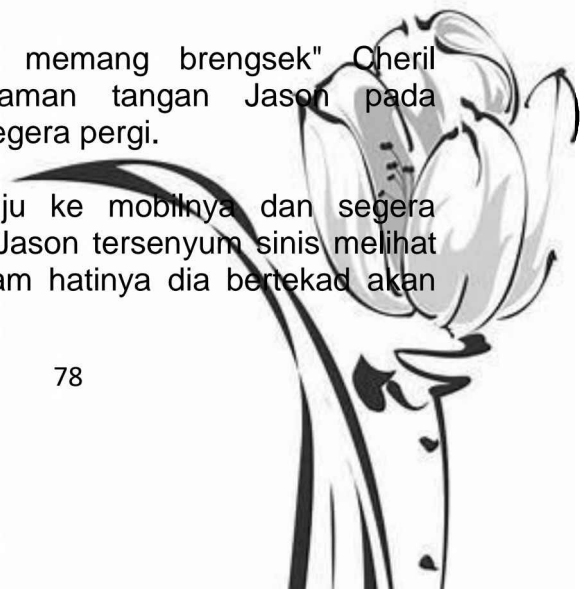 memang brengsek" Cheril
aman tangan Jason pada
egera pergi.
ju ke mobilnya dan segera
Jason tersenyum sinis melihat
am hatinya dia bertekad akan
78